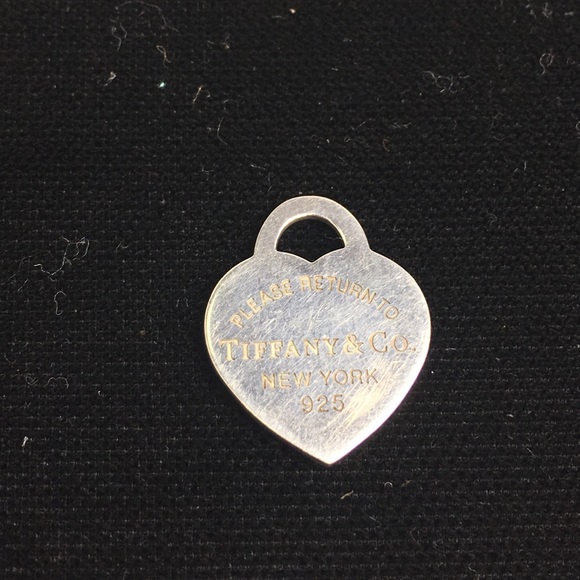 PLEASE RETURN TO
TIFFANY & CO.
NEW YORK
925